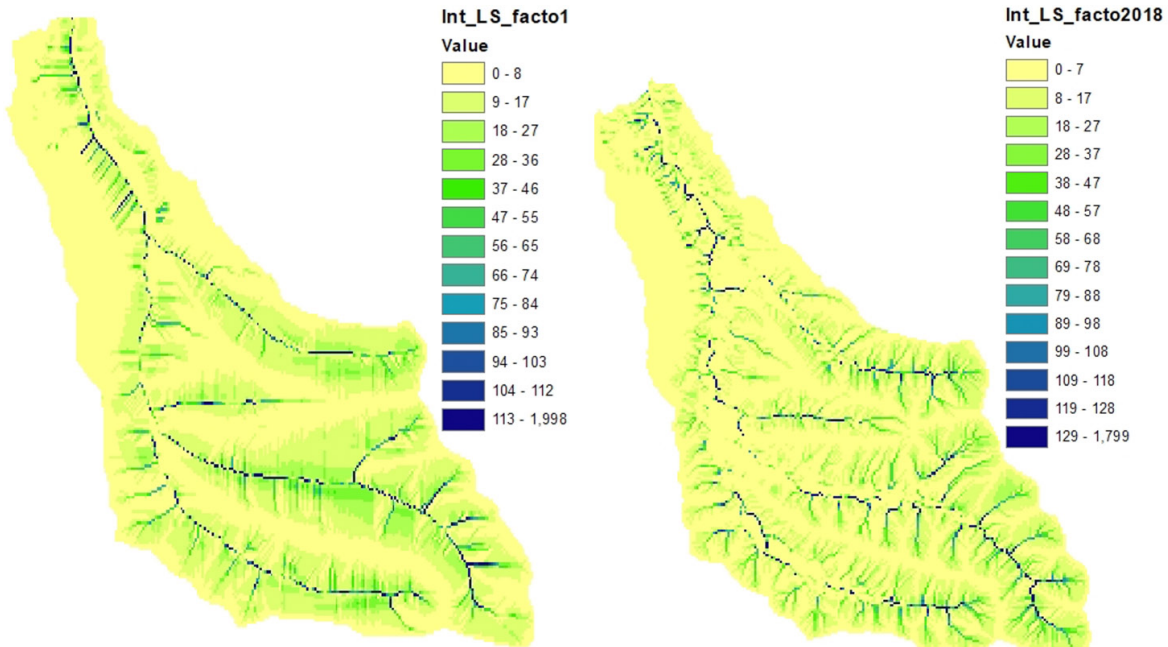 Int_LS_facto1
Value
0 - 8
9 - 17
18 - 27
28 - 36
37 - 46
47 - 55
56 - 65
66 - 74
75 - 84
85 - 93
94 - 103
104 - 112
113 - 1,998
Int_LS_facto2018
Value
0 - 7
8 - 17
18 - 27
28 - 37
38 - 47
48 - 57
58 - 68
69 - 78
79 - 88
89 - 98
99 - 108
109 - 118
119 - 128
129 - 1,799